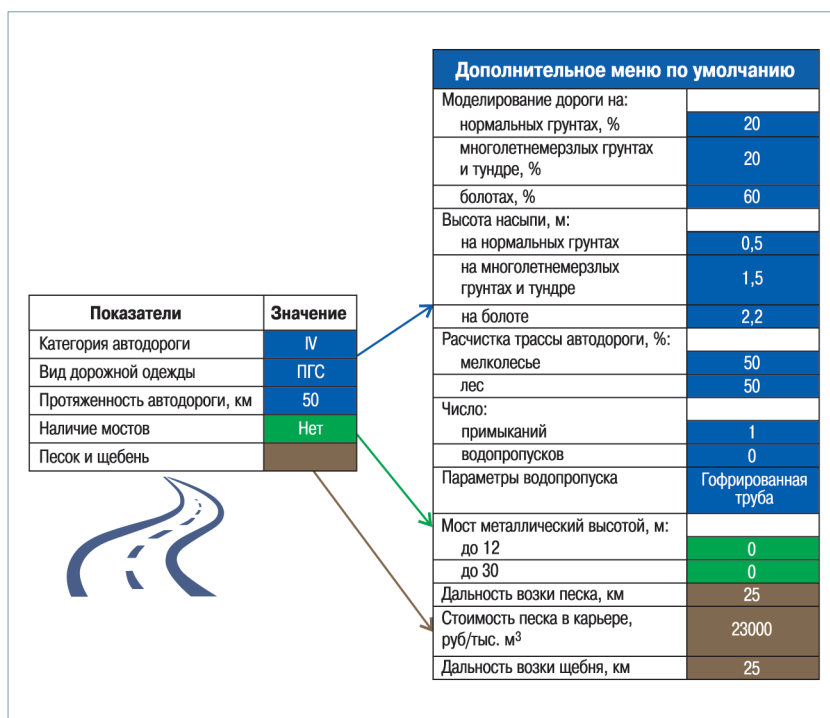 Показатели Значение
Категория автодороги IV
Вид дорожной одежды ПГС
Протяженность автодороги, км 50
Наличие мостов Нет
Песок и щебень
Дополнительное меню по умолчанию
Моделирование дороги на:
нормальных грунтах, % 20
многолетнемерзлых грунтах
и тундре, % 20
болотах, % 60
Высота насыпи, м:
на нормальных грунтах 0,5
на многолетнемерзлых
грунтах и тундре 1,5
на болоте 2,2
Расчистка трассы автодороги, %:
мелколесье 50
лес 50
Число:
примыканий 1
водопропусков 0
Параметры водопропуска Гофрированная
труба
Мост металлический высотой, м:
до 12 0
до 30 0
Дальность возки песка, км 25
Стоимость песка в карьере,
руб/тыс. м³ 23000
Дальность возки щебня, км 25